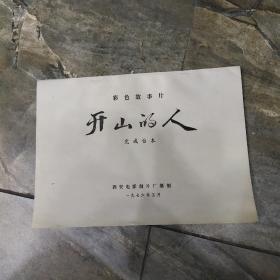 彩色故事片
开山的人
完成台本
西安电影制片厂摄制
一九七六年五月